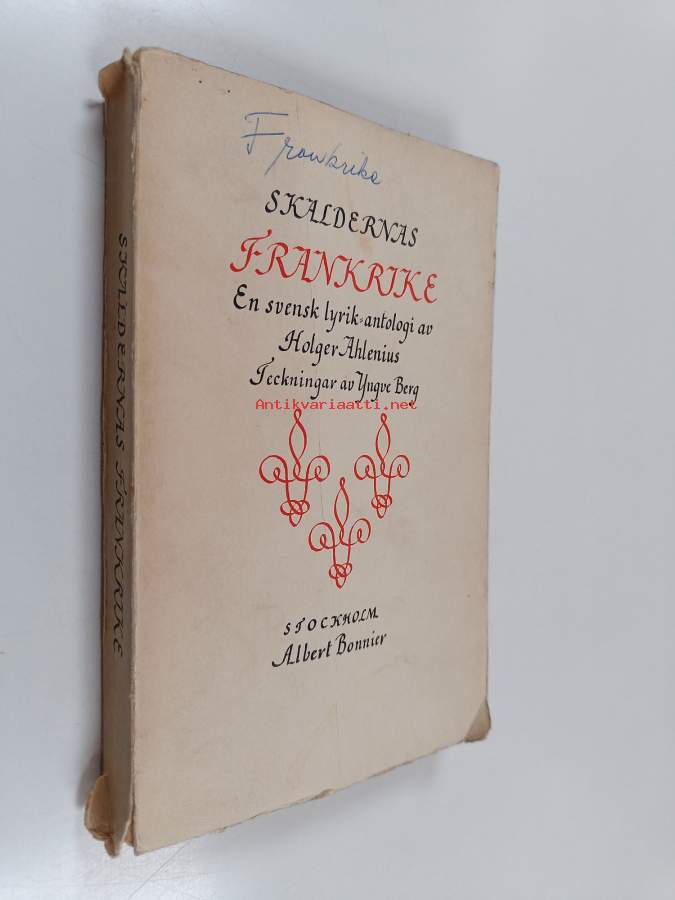 Frankrike
SKALDERNAS
FRANKRIKE
En svensk lyrik-antologi av
Holger Ahlenius
Teckningar av Yngve Berg
Antikvariaatti.net
STOCKHOLM
Albert Bonnier
SKALDERNAS FRANKRIKE